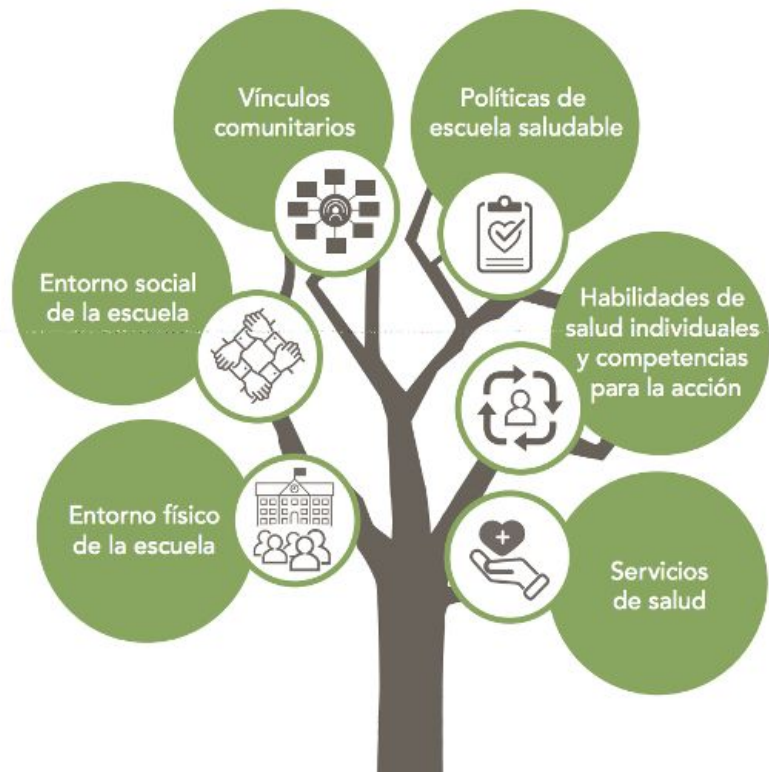 Vínculos
comunitarios
Políticas de
escuela saludable
Entorno social
de la escuela
Habilidades de
salud individuales
y competencias
para la acción
Entorno físico
de la escuela
Servicios
de salud